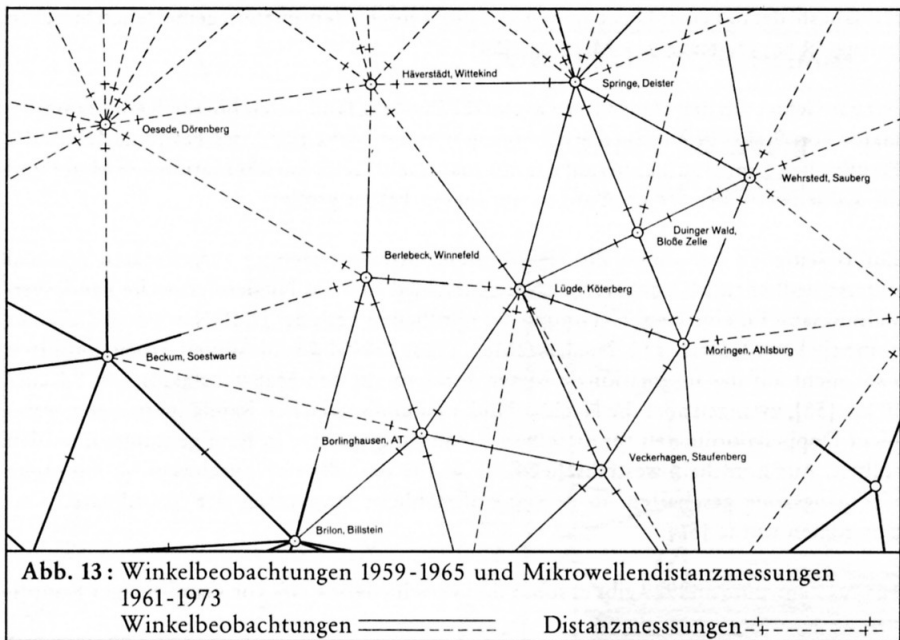 Häverstädt, Wittekind
Springe, Deister
Oesede, Dörenberg
Wehrstedt, Sauberg
Duinger Wald,
Bloße Zelle
Berlebeck, Winnefeld
Lügde, Köterberg
Beckum, Soestwarte
Moringen, Ahlsburg
Borlinghausen, AT
Veckerhagen, Staufenberg
Brilon, Billstein
Abb. 13: Winkelbeobachtungen 1959-1965 und Mikrowellendistanzmessungen
1961-1973
Winkelbeobachtungen Distanzmesssungen